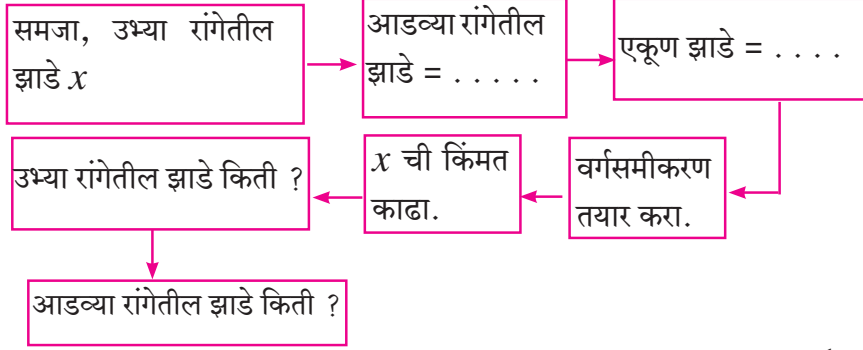 समजा, उभ्या रांगेतील
झाडे x
आडव्या रांगेतील
झाडे = . . . . .
एकूण झाडे = . . . .
वर्गसमीकरण
तयार करा.
x ची किंमत
काढा.
उभ्या रांगेतील झाडे किती ?
आडव्या रांगेतील झाडे किती ?